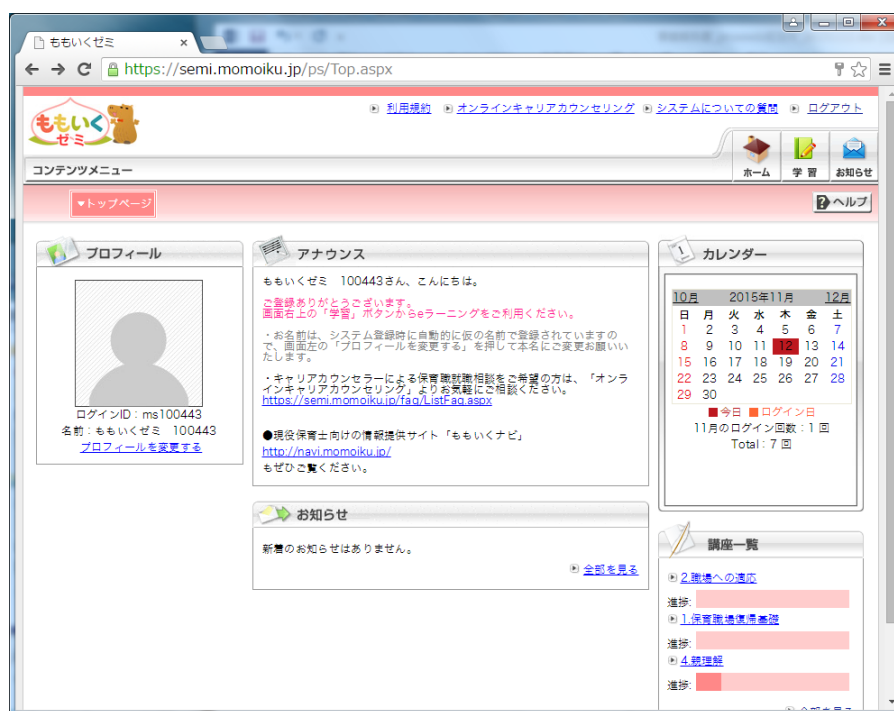 ももいくゼミ
https://semi.momoiku.jp/ps/Top.aspx
利用規約 オンラインキャリアカウンセリング システムについての質問 ログアウト
ももいくゼミ
ホーム 学習 お知らせ
コンテンツメニュー
▼トップページ
ヘルプ
プロフィール
ログインID：ms100443
名前：ももいくゼミ　100443
プロフィールを変更する
アナウンス
ももいくゼミ　100443さん、こんにちは。
ご登録ありがとうございます。
画面右上の「学習」ボタンからeラーニングをご利用ください。
・お名前は、システム登録時に自動的に仮の名前で登録されていますの
で、画面左の「プロフィールを変更する」を押して本名にご変更お願いい
たします。
・キャリアカウンセラーによる保育職就職相談をご希望の方は、「オンラ
インキャリアカウンセリング」よりお気軽にご相談ください。
https://semi.momoiku.jp/faq/ListFaq.aspx
●現役保育士向けの情報提供サイト「ももいくナビ」
http://navi.momoiku.jp/
もぜひご覧ください。
お知らせ
新着のお知らせはありません。
全部を見る
カレンダー
10月 2015年11月 12月
日 月 火 水 木 金 土
1 2 3 4 5 6 7
8 9 10 11 12 13 14
15 16 17 18 19 20 21
22 23 24 25 26 27 28
29 30
■今日 ■ログイン日
11月のログイン回数：1 回
Total：7 回
講座一覧
2.職場への適応
進捗:
1.保育職場復帰基礎
進捗:
4.親理解
進捗: